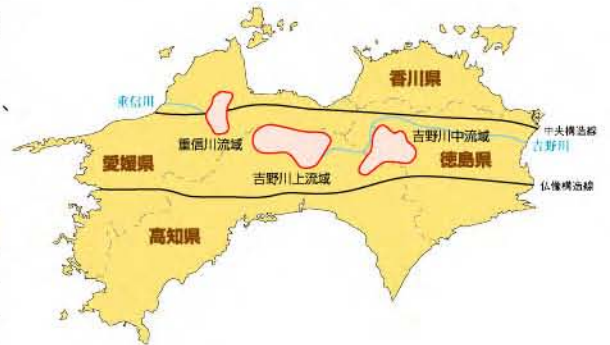 香川県
重信川
中央構造線
吉野川中流域
吉野川
重信川流域
愛媛県
徳島県
吉野川上流域
仏像構造線
高知県